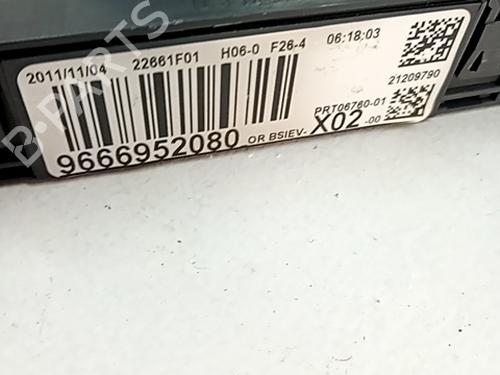 2011/11/04 22661F01 H06-0 F26-4 06:18:03
21209790
PRT06760-01
9666952080 OR BSIEV- X02 -00
B-PARTS